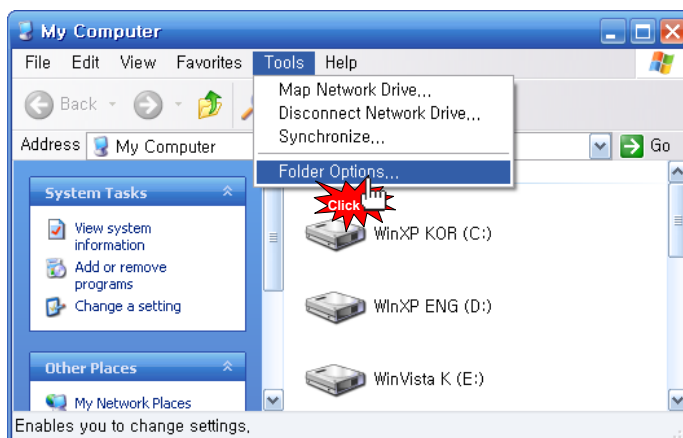 My Computer
File Edit View Favorites Tools Help
Back
Map Network Drive...
Disconnect Network Drive...
Synchronize...
Folder Options...
Address My Computer Go
Click
System Tasks
View system
information
Add or remove
programs
Change a setting
Other Places
My Network Places
WinXP KOR (C:)
WInXP ENG (D:)
WinVista K (E:)
Enables you to change settings,